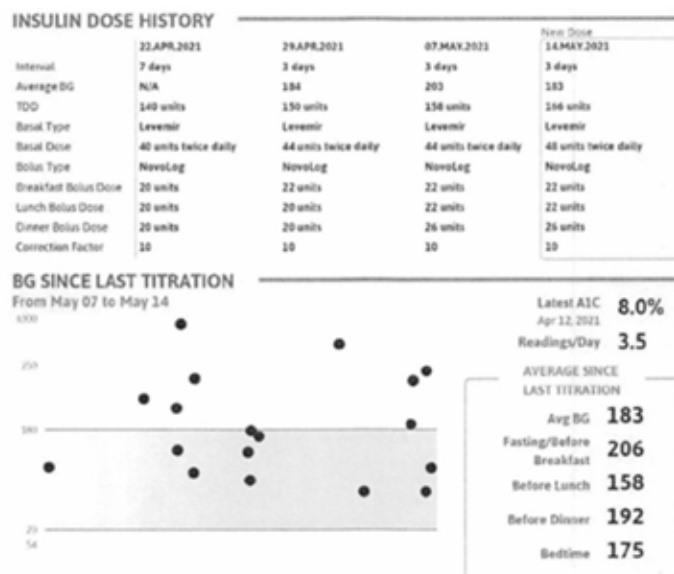 INSULIN DOSE HISTORY
New Dose
22.APR.2021 29.APR.2021 07.MAY.2021 14.MAY.2021
Interval 7 days 3 days 3 days 3 days
Average BG N/A 184 203 183
TDD 140 units 150 units 158 units 166 units
Basal Type Levemir Levemir Levemir Levemir
Basal Dose 40 units twice daily 44 units twice daily 44 units twice daily 48 units twice daily
Bolus Type NovoLog NovoLog NovoLog NovoLog
Breakfast Bolus Dose 20 units 22 units 22 units 22 units
Lunch Bolus Dose 20 units 20 units 22 units 22 units
Dinner Bolus Dose 20 units 20 units 26 units 26 units
Correction Factor 10 10 10 10
BG SINCE LAST TITRATION
From May 07 to May 14
1000
250
180
54
Latest A1C 8.0%
Apr 12, 2021
Readings/Day 3.5
AVERAGE SINCE
LAST TITRATION
Avg BG 183
Fasting/Before
Breakfast 206
Before Lunch 158
Before Dinner 192
Bedtime 175